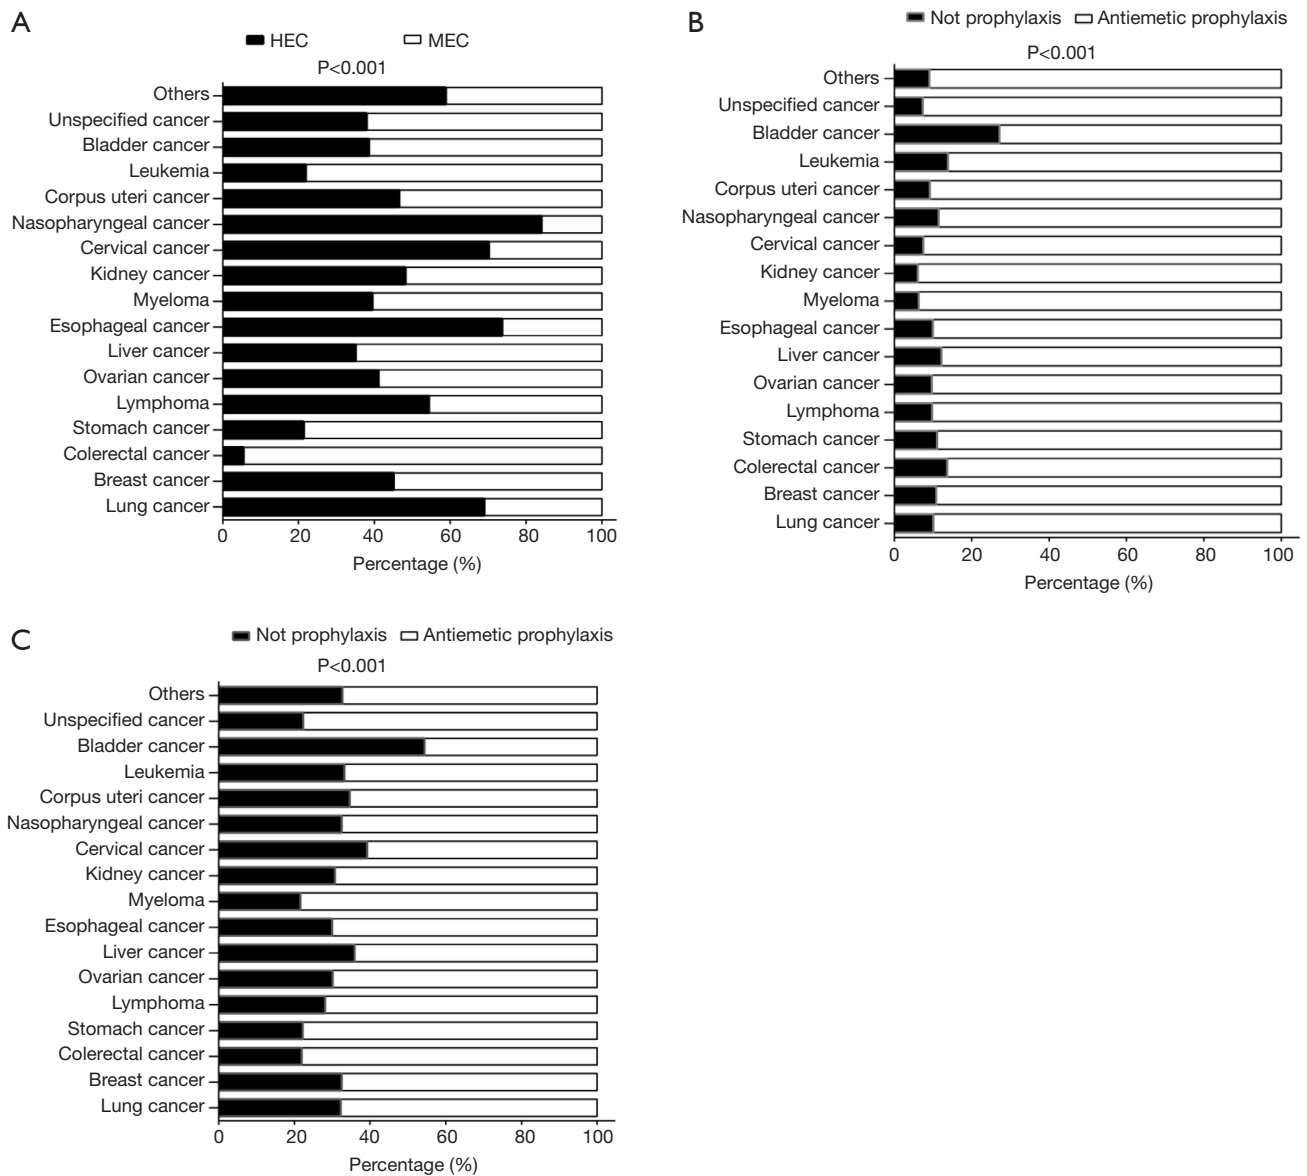 A
HEC MEC
P<0.001
Others
Unspecified cancer
Bladder cancer
Leukemia
Corpus uteri cancer
Nasopharyngeal cancer
Cervical cancer
Kidney cancer
Myeloma
Esophageal cancer
Liver cancer
Ovarian cancer
Lymphoma
Stomach cancer
Colerectal cancer
Breast cancer
Lung cancer
0 20 40 60 80 100
Percentage (%)
B
Not prophylaxis Antiemetic prophylaxis
P<0.001
Others
Unspecified cancer
Bladder cancer
Leukemia
Corpus uteri cancer
Nasopharyngeal cancer
Cervical cancer
Kidney cancer
Myeloma
Esophageal cancer
Liver cancer
Ovarian cancer
Lymphoma
Stomach cancer
Colerectal cancer
Breast cancer
Lung cancer
0 20 40 60 80 100
Percentage (%)
C
Not prophylaxis Antiemetic prophylaxis
P<0.001
Others
Unspecified cancer
Bladder cancer
Leukemia
Corpus uteri cancer
Nasopharyngeal cancer
Cervical cancer
Kidney cancer
Myeloma
Esophageal cancer
Liver cancer
Ovarian cancer
Lymphoma
Stomach cancer
Colerectal cancer
Breast cancer
Lung cancer
0 20 40 60 80 100
Percentage (%)